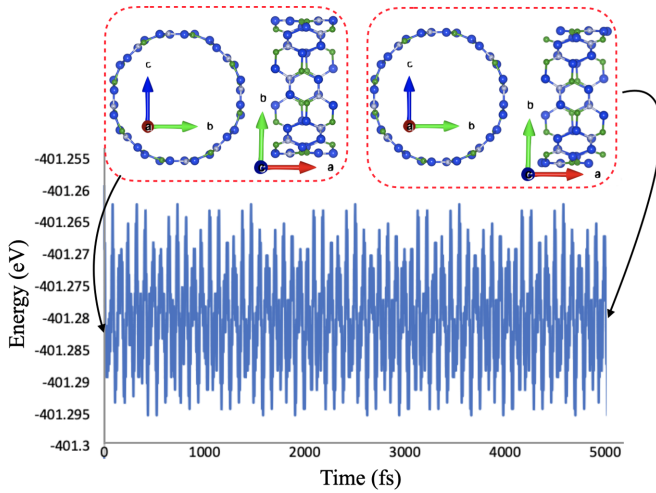 c
a
b
b
c
a
c
a
b
b
c
a
-401.255
-401.26
-401.265
-401.27
-401.275
-401.28
-401.285
-401.29
-401.295
-401.3
Energy (eV)
0 1000 2000 3000 4000 5000
Time (fs)